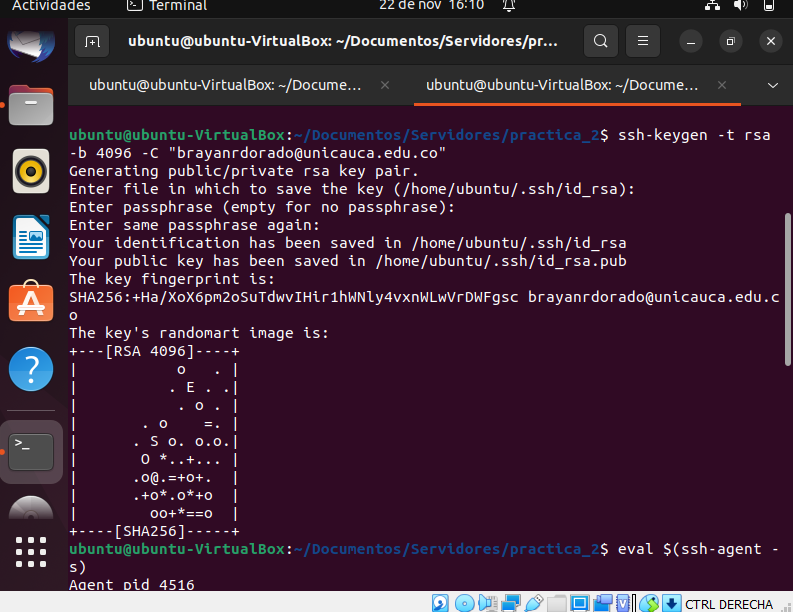 Actividades Terminal 22 de nov 16:10
ubuntu@ubuntu-VirtualBox: ~/Documentos/Servidores/pr...
ubuntu@ubuntu-VirtualBox: ~/Docume... ubuntu@ubuntu-VirtualBox: ~/Docume...
ubuntu@ubuntu-VirtualBox:~/Documentos/Servidores/practica_2$ ssh-keygen -t rsa
-b 4096 -C "brayanrdorado@unicauca.edu.co"
Generating public/private rsa key pair.
Enter file in which to save the key (/home/ubuntu/.ssh/id_rsa):
Enter passphrase (empty for no passphrase):
Enter same passphrase again:
Your identification has been saved in /home/ubuntu/.ssh/id_rsa
Your public key has been saved in /home/ubuntu/.ssh/id_rsa.pub
The key fingerprint is:
SHA256:+Ha/XoX6pm2oSuTdwvIHir1hWNly4vxnWLwVrDWFgsc brayanrdorado@unicauca.edu.c
o
The key's randomart image is:
+---[RSA 4096]----+
|            o   . |
|           . E . .|
|            . o . |
|        . o    =. |
|       . S o. o.o.|
|        O *..+... |
|       .o@.=+o+.  |
|       .+o*.o*+o  |
|         oo+*==o  |
+----[SHA256]-----+
ubuntu@ubuntu-VirtualBox:~/Documentos/Servidores/practica_2$ eval $(ssh-agent -
s)
Agent pid 4516
CTRL DERECHA